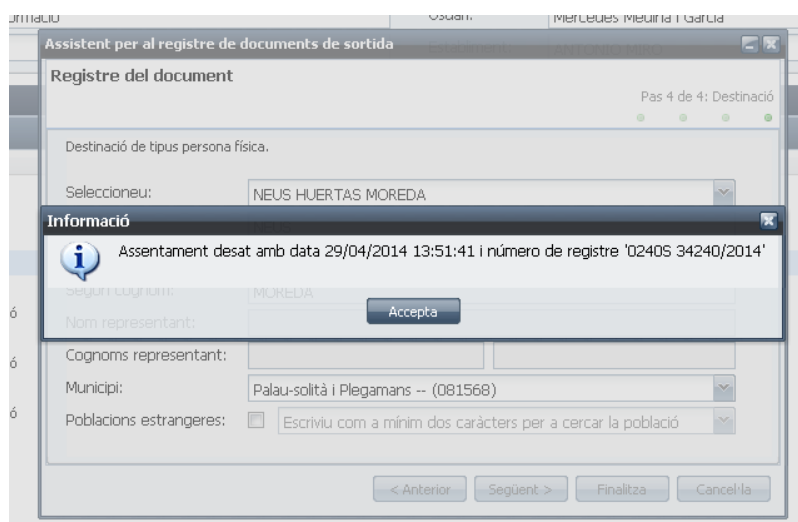 Usuari:
Mercedes Medina i Garcia
Assistent per al registre de documents de sortida
Registre del document
Pas 4 de 4: Destinació
Destinació de tipus persona física.
Seleccioneu:
NEUS HUERTAS MOREDA
Informació
Assentament desat amb data 29/04/2014 13:51:41 i número de registre '0240S 34240/2014'
Accepta
Segon cognom:
MOREDA
Nom representant:
Cognoms representant:
Municipi:
Palau-solità i Plegamans -- (081568)
Poblacions estrangeres:
Escriviu com a mínim dos caràcters per a cercar la població
< Anterior
Següent >
Finalitza
Cancel·la